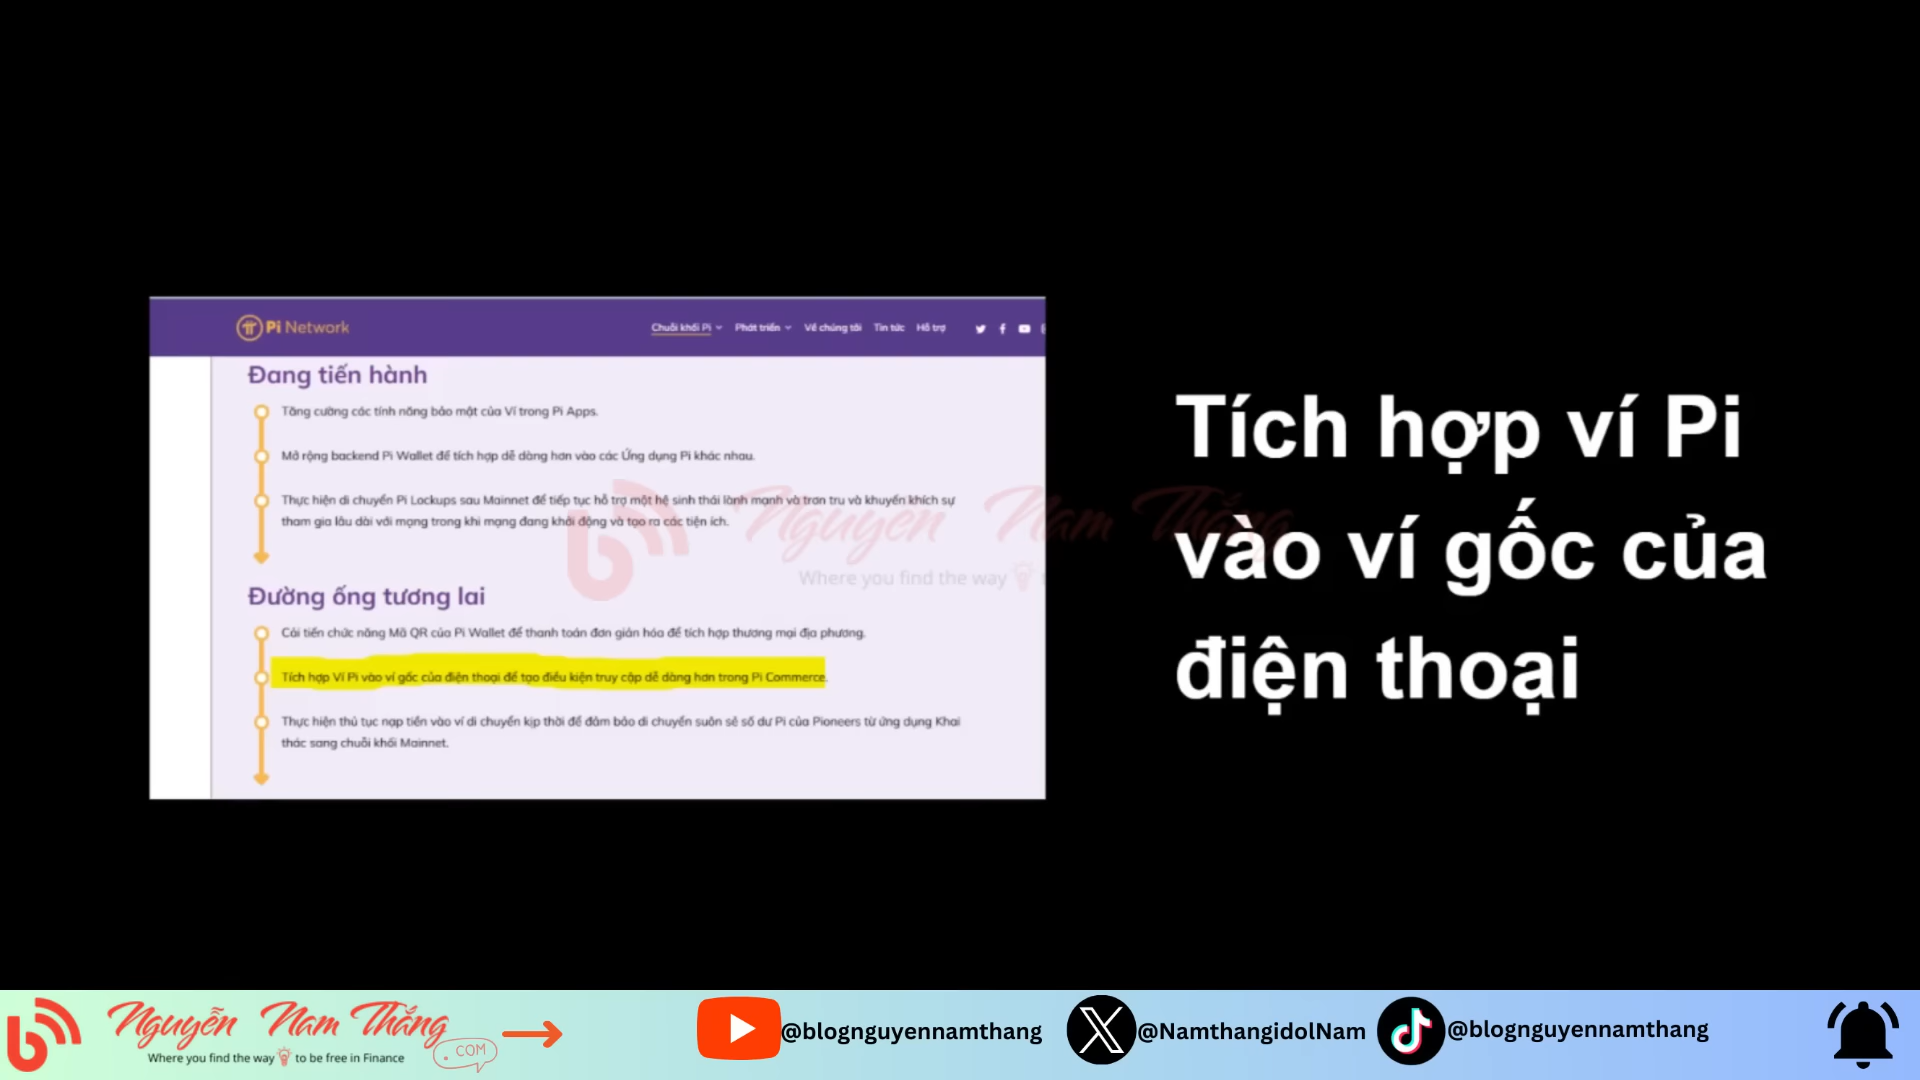 Pi Network
Chuỗi khối Pi
Phát triển
Về chúng tôi
Tin tức
Hỗ trợ
Đang tiến hành
Tăng cường các tính năng bảo mật của Ví trong Pi Apps.
Mở rộng backend Pi Wallet để tích hợp dễ dàng hơn vào các Ứng dụng Pi khác nhau.
Thực hiện di chuyển Pi Lockups sau Mainnet để tiếp tục hỗ trợ một hệ sinh thái lành mạnh và trơn tru và khuyến khích sự
tham gia lâu dài với mạng trong khi mạng đang khởi động và tạo ra các tiện ích.
Đường ống tương lai
Cải tiến chức năng Mã QR của Pi Wallet để thanh toán đơn giản hóa để tích hợp thương mại địa phương.
Tích hợp Ví Pi vào ví gốc của điện thoại để tạo điều kiện truy cập dễ dàng hơn trong Pi Commerce.
Thực hiện thủ tục nạp tiền vào ví di chuyển kịp thời để đảm bảo di chuyển suôn sẻ số dư Pi của Pioneers từ ứng dụng Khai
thác sang chuỗi khối Mainnet.
Nguyễn Nam Thắng
Where you find the way
Tích hợp ví Pi
vào ví gốc của
điện thoại
Nguyễn Nam Thắng
.COM
Where you find the way to be free in Finance
@blognguyennamthang
@NamthangidolNam
@blognguyennamthang